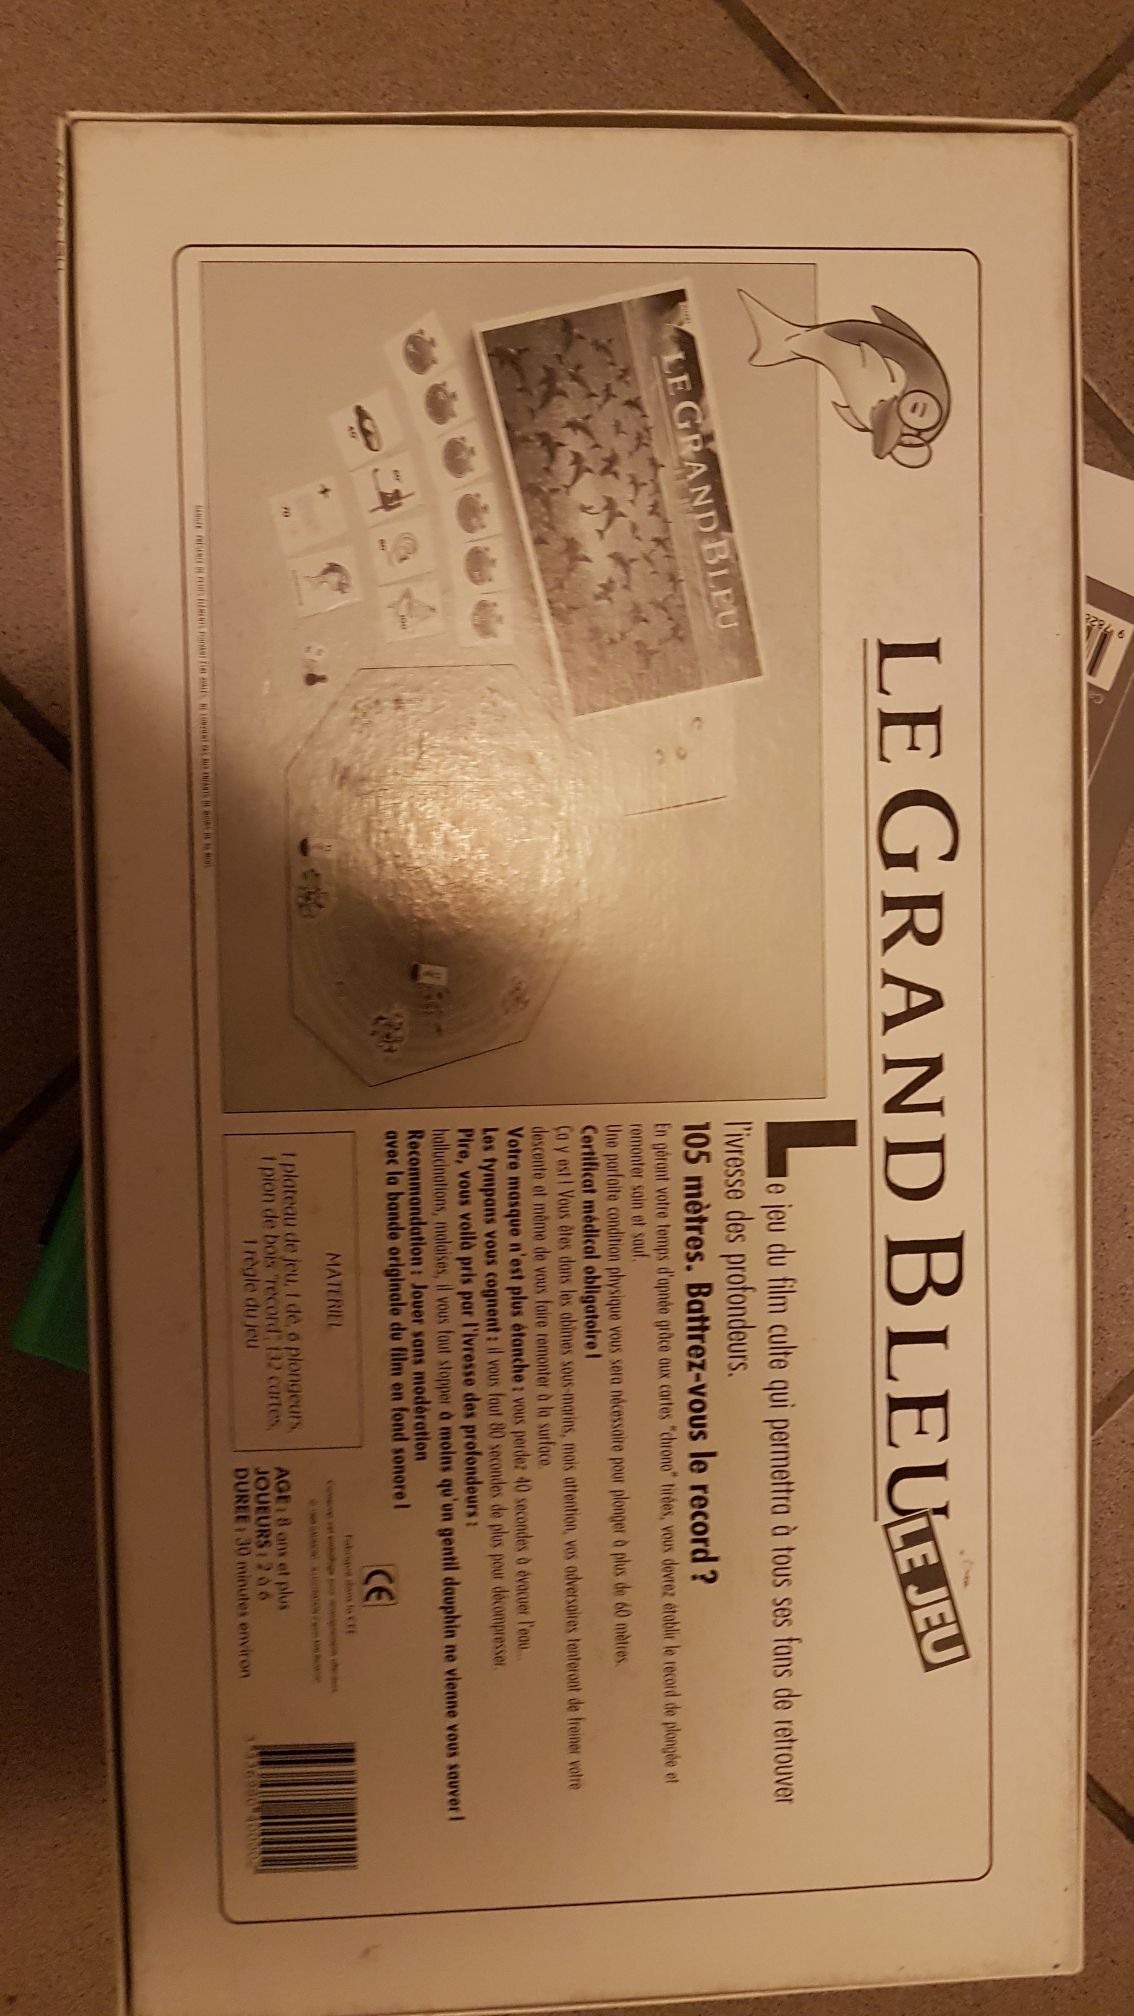 LE GRAND BLEU
LE JEU
LE GRAND BLEU
Le jeu du film culte qui permettra à tous ses fans de retrouver
l'ivresse des profondeurs.
105 mètres. Battrez-vous le record ?
En gérant votre temps d'apnée grâce aux cartes "chrono" tirées, vous devrez établir le record de plongée et
remonter sain et sauf.
Une parfaite condition physique vous sera nécessaire pour plonger à plus de 60 mètres.
Certificat médical obligatoire !
Ça y est ! Vous êtes dans les abîmes sous-marins, mais attention, vos adversaires tenteront de freiner votre
descente et même de vous faire remonter à la surface.
Votre masque n'est plus étanche : vous perdez 40 secondes à évacuer l'eau...
Les tympans vous cognent : il vous faut 80 secondes de plus pour décompresser.
Pire, vous voilà pris par l'ivresse des profondeurs :
hallucinations, malaises, il vous faut stopper à moins qu'un gentil dauphin ne vienne vous sauver !
Recommandation : Jouer sans modération
avec la bande originale du film en fond sonore !
MATERIEL
1 plateau de jeu, 1 dé, 6 plongeurs,
1 pion de bois "record", 132 cartes,
1 règle du jeu
CE
Fabriqué dans la CEE
AGE : 8 ans et plus
JOUEURS : 2 à 6
DUREE : 30 minutes environ